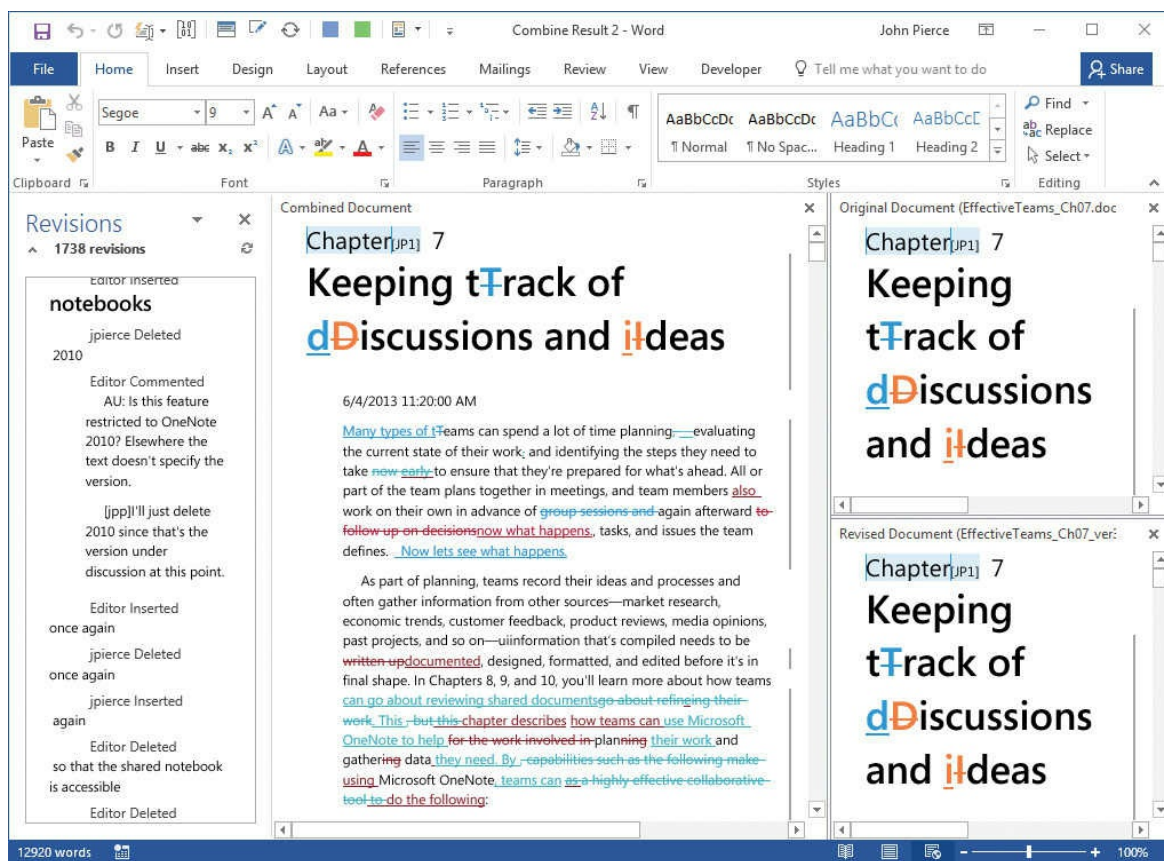 Combine Result 2 - Word
John Pierce
File Home Insert Design Layout References Mailings Review View Developer Tell me what you want to do Share
Paste
Segoe 9
Aa
B I U abc x₂ x² A ab A
AaBbCcDc AaBbCcDc AaBbC( AaBbCcE
¶ Normal ¶ No Spac... Heading 1 Heading 2
Find
Replace
Select
Clipboard Font Paragraph Styles Editing
Revisions
1738 revisions
Editor Inserted
notebooks
jpierce Deleted
2010
Editor Commented
AU: Is this feature
restricted to OneNote
2010? Elsewhere the
text doesn't specify the
version.
[jpp]I'll just delete
2010 since that's the
version under
discussion at this point.
Editor Inserted
once again
jpierce Deleted
once again
jpierce Inserted
again
Editor Deleted
so that the shared notebook
is accessible
Editor Deleted
Combined Document
Chapter[JP1] 7
Keeping tTrack of
dDiscussions and iIdeas
6/4/2013 11:20:00 AM
Many types of tTeams can spend a lot of time planning, evaluating
the current state of their work, and identifying the steps they need to
take now early to ensure that they're prepared for what's ahead. All or
part of the team plans together in meetings, and team members also
work on their own in advance of group sessions and again afterward to
follow up on decisionsnow what happens., tasks, and issues the team
defines. Now lets see what happens.
As part of planning, teams record their ideas and processes and
often gather information from other sources—market research,
economic trends, customer feedback, product reviews, media opinions,
past projects, and so on—uiinformation that's compiled needs to be
written updocumented, designed, formatted, and edited before it's in
final shape. In Chapters 8, 9, and 10, you'll learn more about how teams
can go about reviewing shared documentsgo about refingeing their
work. This , but this chapter describes how teams can use Microsoft
OneNote to help for the work involved in planning their work and
gathering data they need. By , capabilities such as the following make
using Microsoft OneNote, teams can as a highly effective collaborative
tool to do the following:
Original Document (EffectiveTeams_Ch07.doc
Chapter[JP1] 7
Keeping
tTrack of
dDiscussions
and iIdeas
Revised Document (EffectiveTeams_Ch07_ver:
Chapter[JP1] 7
Keeping
tTrack of
dDiscussions
and iIdeas
12920 words
100%